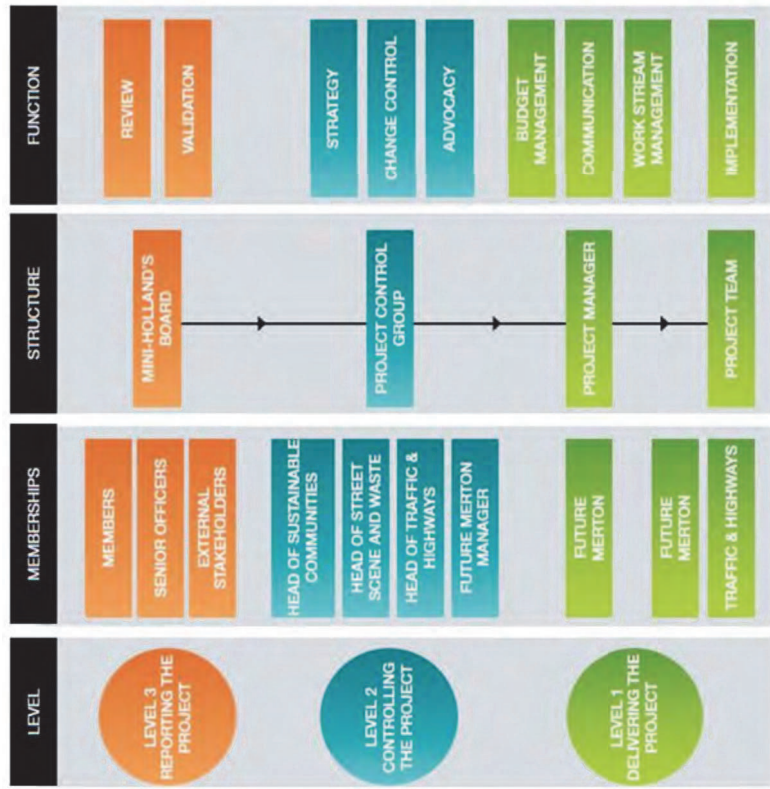 LEVEL
MEMBERSHIPS
STRUCTURE
FUNCTION
LEVEL 3
REPORTING THE
PROJECT
MEMBERS
SENIOR OFFICERS
EXTERNAL
STAKEHOLDERS
MINI-HOLLAND'S
BOARD
REVIEW
VALIDATION
LEVEL 2
CONTROLLING
THE PROJECT
HEAD OF SUSTAINABLE
COMMUNITIES
HEAD OF STREET
SCENE AND WASTE
HEAD OF TRAFFIC &
HIGHWAYS
FUTURE MERTON
MANAGER
PROJECT CONTROL
GROUP
STRATEGY
CHANGE CONTROL
ADVOCACY
LEVEL 1
DELIVERING THE
PROJECT
FUTURE
MERTON
FUTURE
MERTON
TRAFFIC & HIGHWAYS
PROJECT MANAGER
PROJECT TEAM
BUDGET
MANAGEMENT
COMMUNICATION
WORK STREAM
MANAGEMENT
IMPLEMENTATION